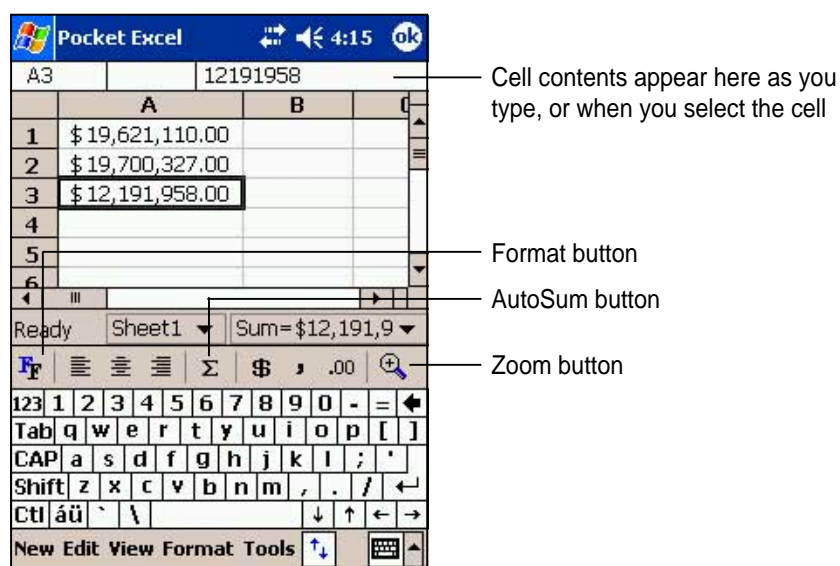 Pocket Excel 4:15 ok
A3 12191958
Cell contents appear here as you
type, or when you select the cell
A B C
1 $19,621,110.00
2 $19,700,327.00
3 $12,191,958.00
4
5
6
Format button
AutoSum button
Ready Sheet1 Sum=$12,191,9
FF Σ $ , .00
Zoom button
123 1 2 3 4 5 6 7 8 9 0 - =
Tab q w e r t y u i o p [ ]
CAP a s d f g h j k l ; '
Shift z x c v b n m , . /
Ctl áü ` \
New Edit View Format Tools